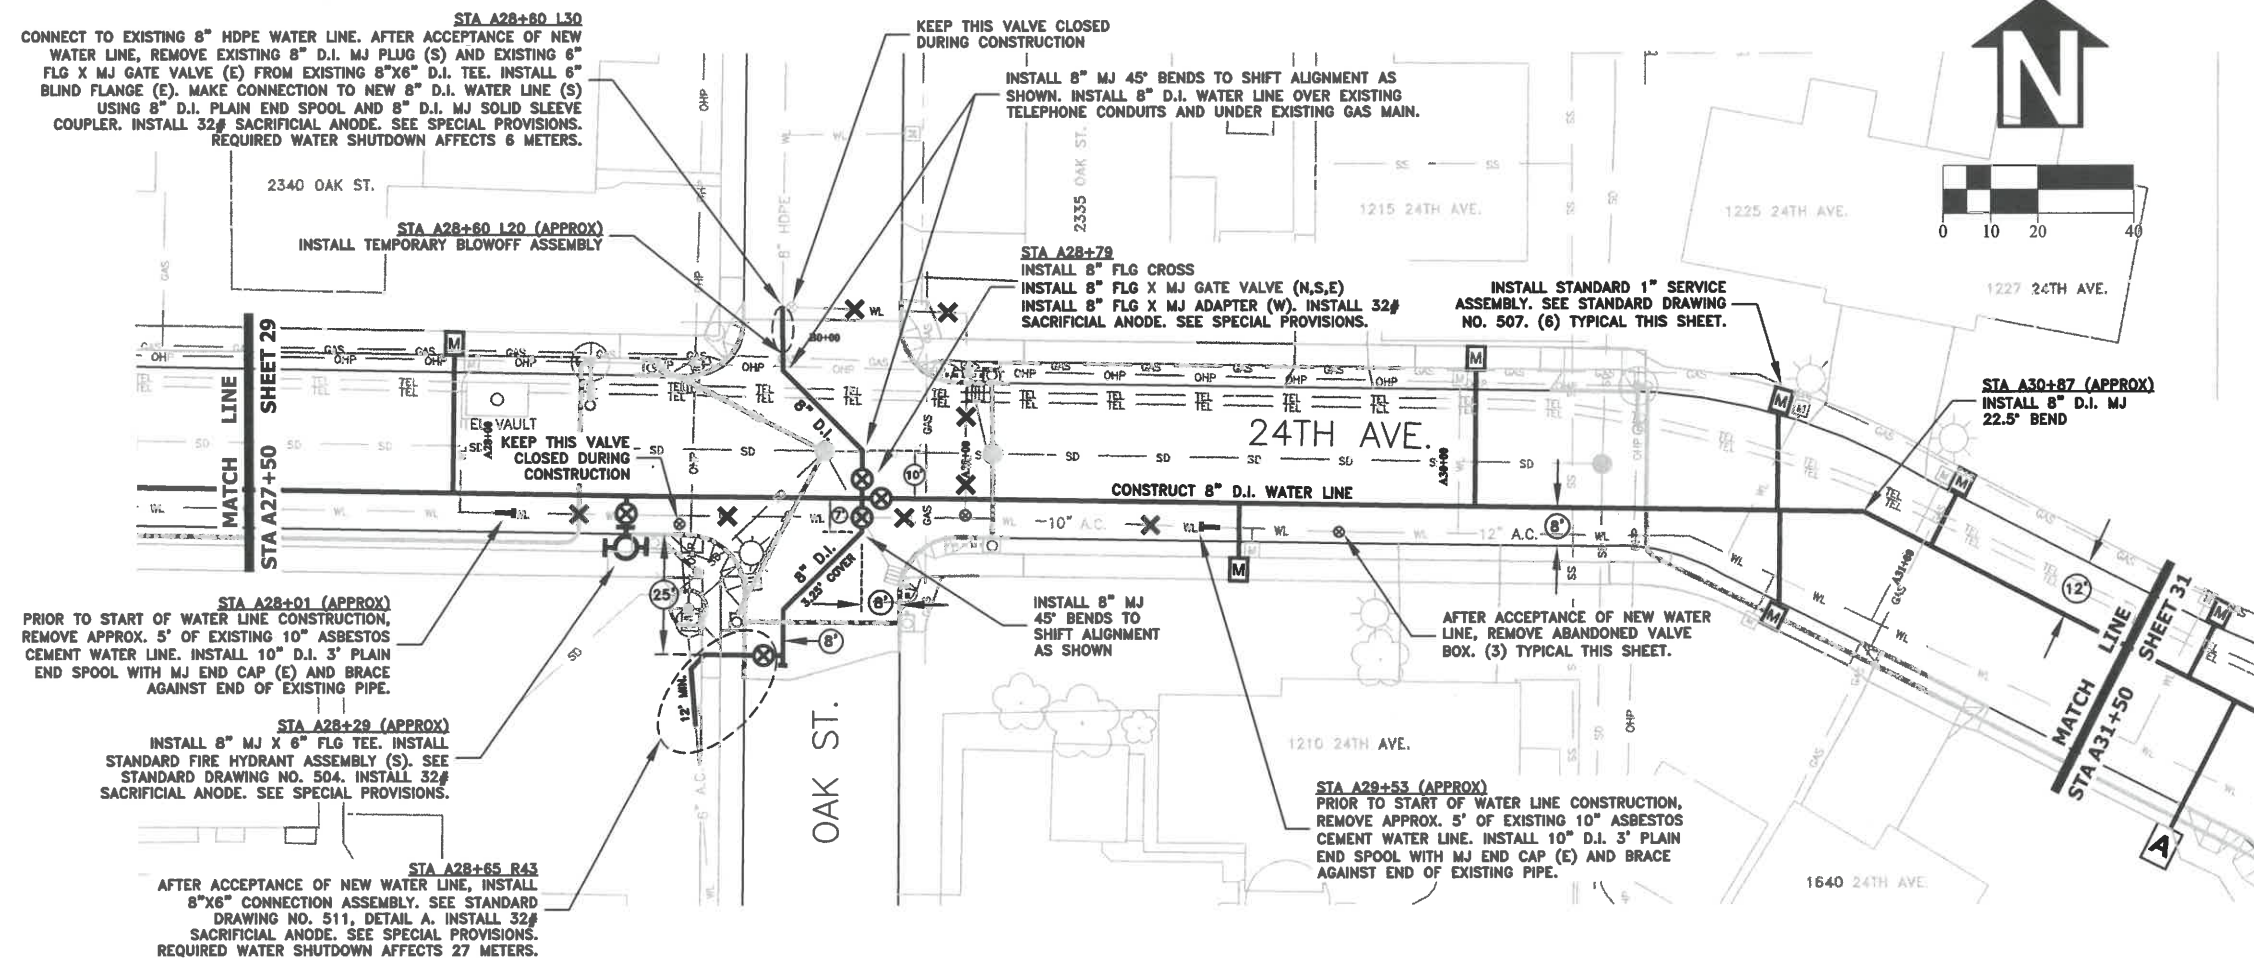 STA A28+60 L30
CONNECT TO EXISTING 8" HDPE WATER LINE. AFTER ACCEPTANCE OF NEW
WATER LINE, REMOVE EXISTING 8" D.I. MJ PLUG (S) AND EXISTING 6"
FLG X MJ GATE VALVE (E) FROM EXISTING 8"X6" D.I. TEE. INSTALL 6"
BLIND FLANGE (E). MAKE CONNECTION TO NEW 8" D.I. WATER LINE (S)
USING 8" D.I. PLAIN END SPOOL AND 8" D.I. MJ SOLID SLEEVE
COUPLER. INSTALL 32# SACRIFICIAL ANODE. SEE SPECIAL PROVISIONS.
REQUIRED WATER SHUTDOWN AFFECTS 6 METERS.
KEEP THIS VALVE CLOSED
DURING CONSTRUCTION
INSTALL 8" MJ 45° BENDS TO SHIFT ALIGNMENT AS
SHOWN. INSTALL 8" D.I. WATER LINE OVER EXISTING
TELEPHONE CONDUITS AND UNDER EXISTING GAS MAIN.
N
0 10 20 40
2340 OAK ST.
2335 OAK ST.
1215 24TH AVE.
1225 24TH AVE.
1227 24TH AVE.
8" HDPE
STA A28+60 L20 (APPROX)
INSTALL TEMPORARY BLOWOFF ASSEMBLY
STA A28+79
INSTALL 8" FLG CROSS
INSTALL 8" FLG X MJ GATE VALVE (N,S,E)
INSTALL 8" FLG X MJ ADAPTER (W). INSTALL 32#
SACRIFICIAL ANODE. SEE SPECIAL PROVISIONS.
INSTALL STANDARD 1" SERVICE
ASSEMBLY. SEE STANDARD DRAWING
NO. 507. (6) TYPICAL THIS SHEET.
STA A30+87 (APPROX)
INSTALL 8" D.I. MJ
22.5° BEND
MATCH LINE
STA A27+50 SHEET 29
EL VAULT
A28+00
KEEP THIS VALVE
CLOSED DURING
CONSTRUCTION
8" D.I.
10'
7'
24TH AVE.
A30+00
CONSTRUCT 8" D.I. WATER LINE
~10" A.C.
12" A.C.
8'
A31+00
12'
MATCH LINE
STA A31+50 SHEET 31
A
8" D.I.
3.25' COVER
8'
25'
8'
12' MIN.
6" A.C.
OAK ST.
INSTALL 8" MJ
45° BENDS TO
SHIFT ALIGNMENT
AS SHOWN
AFTER ACCEPTANCE OF NEW WATER
LINE, REMOVE ABANDONED VALVE
BOX. (3) TYPICAL THIS SHEET.
STA A28+01 (APPROX)
PRIOR TO START OF WATER LINE CONSTRUCTION,
REMOVE APPROX. 5' OF EXISTING 10" ASBESTOS
CEMENT WATER LINE. INSTALL 10" D.I. 3' PLAIN
END SPOOL WITH MJ END CAP (E) AND BRACE
AGAINST END OF EXISTING PIPE.
STA A28+29 (APPROX)
INSTALL 8" MJ X 6" FLG TEE. INSTALL
STANDARD FIRE HYDRANT ASSEMBLY (S). SEE
STANDARD DRAWING NO. 504. INSTALL 32#
SACRIFICIAL ANODE. SEE SPECIAL PROVISIONS.
1210 24TH AVE.
STA A29+53 (APPROX)
PRIOR TO START OF WATER LINE CONSTRUCTION,
REMOVE APPROX. 5' OF EXISTING 10" ASBESTOS
CEMENT WATER LINE. INSTALL 10" D.I. 3' PLAIN
END SPOOL WITH MJ END CAP (E) AND BRACE
AGAINST END OF EXISTING PIPE.
1640 24TH AVE.
STA A28+65 R43
AFTER ACCEPTANCE OF NEW WATER LINE, INSTALL
8"X6" CONNECTION ASSEMBLY. SEE STANDARD
DRAWING NO. 511, DETAIL A. INSTALL 32#
SACRIFICIAL ANODE. SEE SPECIAL PROVISIONS.
REQUIRED WATER SHUTDOWN AFFECTS 27 METERS.